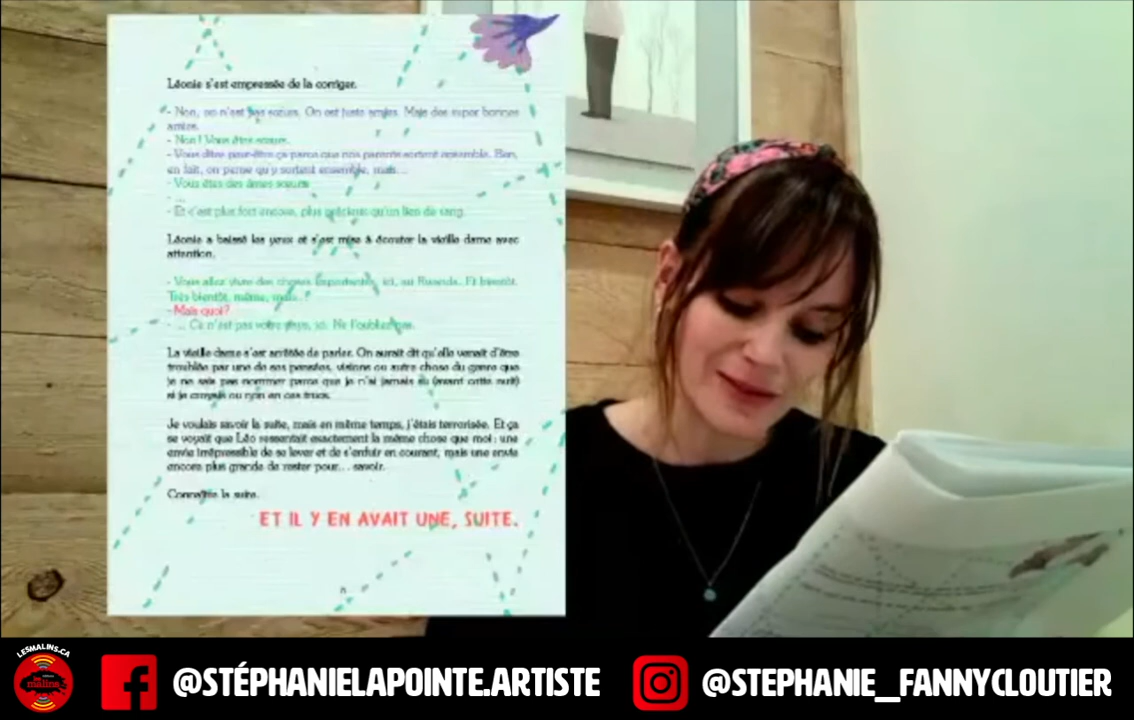 Léonie s'est empressée de la corriger.
- Non, on n'est pas sœurs. On est juste amies. Mais des super bonnes
amies.
- Non ! Vous êtes sœurs.
- Vous dites peut-être ça parce que nos parents sortent ensemble. Ben,
en fait, on pense qu'y sortent ensemble, mais...
- Vous êtes des âmes sœurs
- ...
- Et c'est plus fort encore, plus précieux qu'un lien de sang.
Léonie a baissé les yeux et s'est mise à écouter la vieille dame avec
attention.
- Vous allez vivre des choses importantes, ici, au Rwanda. Et bientôt.
Très bientôt, même, mais...
- Mais quoi?
- ... Ce n'est pas votre pays, ici. Ne l'oubliez pas.
La vieille dame s'est arrêtée de parler. On aurait dit qu'elle venait d'être
troublée par une de ses pensées, visions ou autre chose du genre que
je ne sais pas nommer parce que je n'ai jamais su (avant cette nuit)
si je croyais ou non en ces trucs.
Je voulais savoir la suite, mais en même temps, j'étais terrorisée. Et ça
se voyait que Léo ressentait exactement la même chose que moi : une
envie irrépressible de se lever et de s'enfuir en courant, mais une envie
encore plus grande de rester pour... savoir.
Connaître la suite.
ET IL Y EN AVAIT UNE, SUITE.
LESMALINS.CA
les malins
@STÉPHANIELAPOINTE.ARTISTE
@STEPHANIE_FANNYCLOUTIER